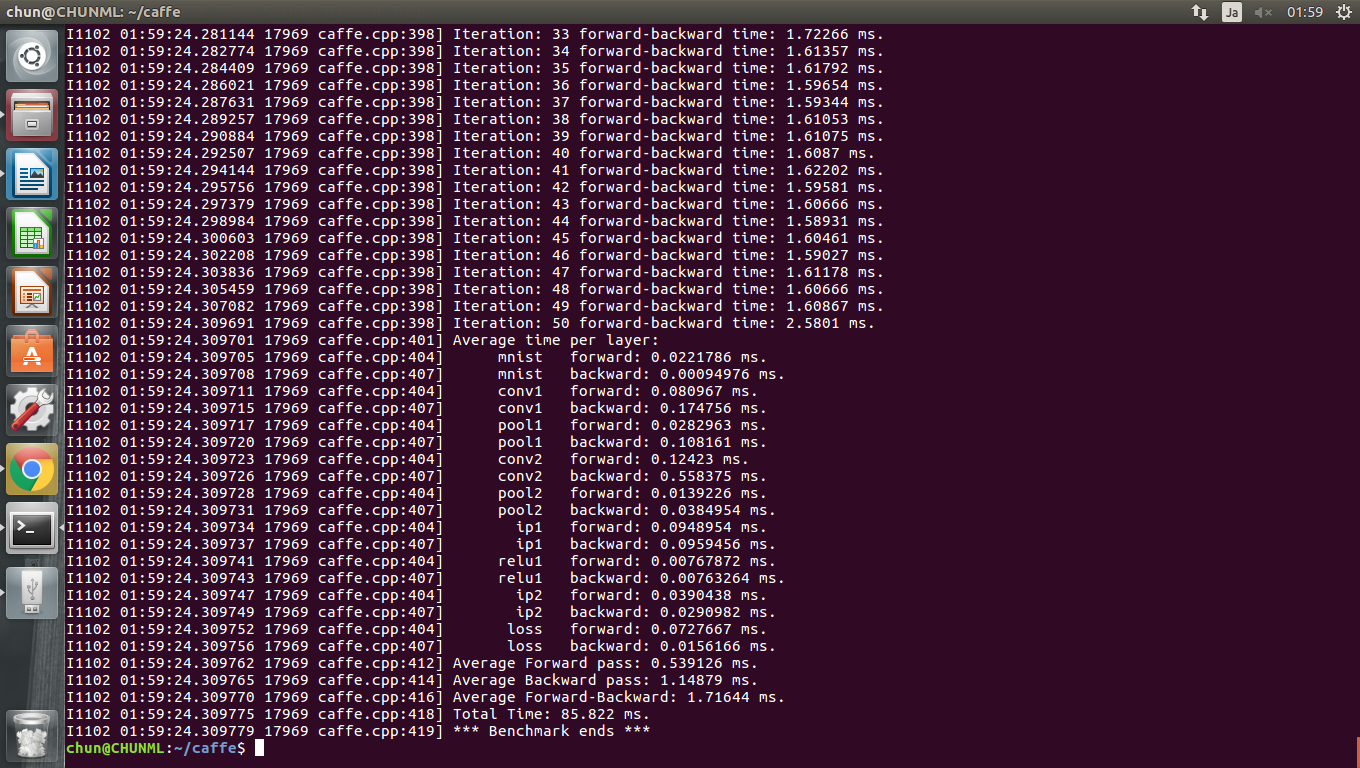 chun@CHUNML: ~/caffe
Ja
01:59
I1102 01:59:24.281144 17969 caffe.cpp:398] Iteration: 33 forward-backward time: 1.72266 ms.
I1102 01:59:24.282774 17969 caffe.cpp:398] Iteration: 34 forward-backward time: 1.61357 ms.
I1102 01:59:24.284409 17969 caffe.cpp:398] Iteration: 35 forward-backward time: 1.61792 ms.
I1102 01:59:24.286021 17969 caffe.cpp:398] Iteration: 36 forward-backward time: 1.59654 ms.
I1102 01:59:24.287631 17969 caffe.cpp:398] Iteration: 37 forward-backward time: 1.59344 ms.
I1102 01:59:24.289257 17969 caffe.cpp:398] Iteration: 38 forward-backward time: 1.61053 ms.
I1102 01:59:24.290884 17969 caffe.cpp:398] Iteration: 39 forward-backward time: 1.61075 ms.
I1102 01:59:24.292507 17969 caffe.cpp:398] Iteration: 40 forward-backward time: 1.6087 ms.
I1102 01:59:24.294144 17969 caffe.cpp:398] Iteration: 41 forward-backward time: 1.62202 ms.
I1102 01:59:24.295756 17969 caffe.cpp:398] Iteration: 42 forward-backward time: 1.59581 ms.
I1102 01:59:24.297379 17969 caffe.cpp:398] Iteration: 43 forward-backward time: 1.60666 ms.
I1102 01:59:24.298984 17969 caffe.cpp:398] Iteration: 44 forward-backward time: 1.58931 ms.
I1102 01:59:24.300603 17969 caffe.cpp:398] Iteration: 45 forward-backward time: 1.60461 ms.
I1102 01:59:24.302208 17969 caffe.cpp:398] Iteration: 46 forward-backward time: 1.59027 ms.
I1102 01:59:24.303836 17969 caffe.cpp:398] Iteration: 47 forward-backward time: 1.61178 ms.
I1102 01:59:24.305459 17969 caffe.cpp:398] Iteration: 48 forward-backward time: 1.60666 ms.
I1102 01:59:24.307082 17969 caffe.cpp:398] Iteration: 49 forward-backward time: 1.60867 ms.
I1102 01:59:24.309691 17969 caffe.cpp:398] Iteration: 50 forward-backward time: 2.5801 ms.
I1102 01:59:24.309701 17969 caffe.cpp:401] Average time per layer:
I1102 01:59:24.309705 17969 caffe.cpp:404]      mnist   forward: 0.0221786 ms.
I1102 01:59:24.309708 17969 caffe.cpp:407]      mnist   backward: 0.00094976 ms.
I1102 01:59:24.309711 17969 caffe.cpp:404]      conv1   forward: 0.080967 ms.
I1102 01:59:24.309715 17969 caffe.cpp:407]      conv1   backward: 0.174756 ms.
I1102 01:59:24.309717 17969 caffe.cpp:404]      pool1   forward: 0.0282963 ms.
I1102 01:59:24.309720 17969 caffe.cpp:407]      pool1   backward: 0.108161 ms.
I1102 01:59:24.309723 17969 caffe.cpp:404]      conv2   forward: 0.12423 ms.
I1102 01:59:24.309726 17969 caffe.cpp:407]      conv2   backward: 0.558375 ms.
I1102 01:59:24.309728 17969 caffe.cpp:404]      pool2   forward: 0.0139226 ms.
I1102 01:59:24.309731 17969 caffe.cpp:407]      pool2   backward: 0.0384954 ms.
I1102 01:59:24.309734 17969 caffe.cpp:404]        ip1   forward: 0.0948954 ms.
I1102 01:59:24.309737 17969 caffe.cpp:407]        ip1   backward: 0.0959456 ms.
I1102 01:59:24.309741 17969 caffe.cpp:404]      relu1   forward: 0.00767872 ms.
I1102 01:59:24.309743 17969 caffe.cpp:407]      relu1   backward: 0.00763264 ms.
I1102 01:59:24.309747 17969 caffe.cpp:404]        ip2   forward: 0.0390438 ms.
I1102 01:59:24.309749 17969 caffe.cpp:407]        ip2   backward: 0.0290982 ms.
I1102 01:59:24.309752 17969 caffe.cpp:404]       loss   forward: 0.0727667 ms.
I1102 01:59:24.309756 17969 caffe.cpp:407]       loss   backward: 0.0156166 ms.
I1102 01:59:24.309762 17969 caffe.cpp:412] Average Forward pass: 0.539126 ms.
I1102 01:59:24.309765 17969 caffe.cpp:414] Average Backward pass: 1.14879 ms.
I1102 01:59:24.309770 17969 caffe.cpp:416] Average Forward-Backward: 1.71644 ms.
I1102 01:59:24.309775 17969 caffe.cpp:418] Total Time: 85.822 ms.
I1102 01:59:24.309779 17969 caffe.cpp:419] *** Benchmark ends ***
chun@CHUNML:~/caffe$